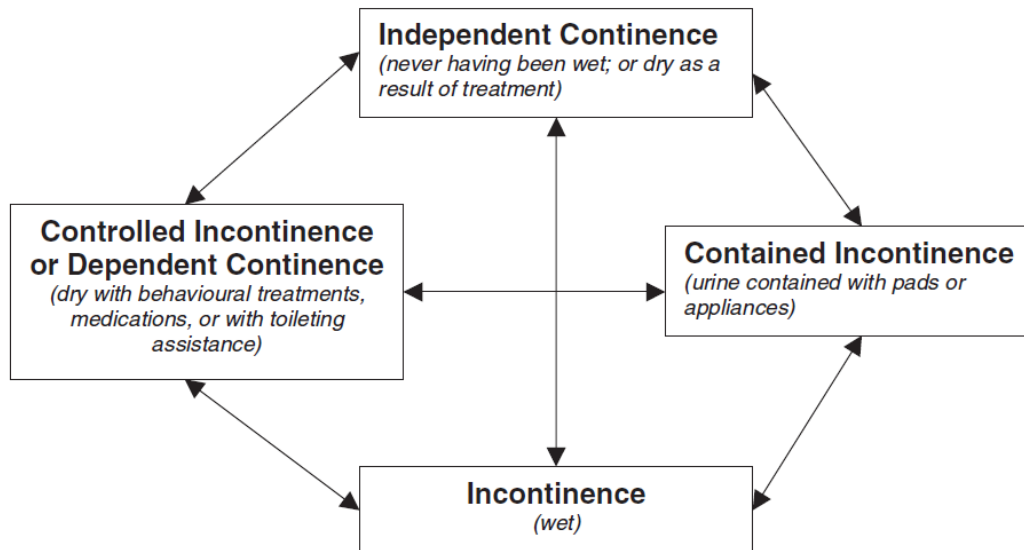 Independent Continence
(never having been wet; or dry as a
result of treatment)
Controlled Incontinence
or Dependent Continence
(dry with behavioural treatments,
medications, or with toileting
assistance)
Contained Incontinence
(urine contained with pads or
appliances)
Incontinence
(wet)